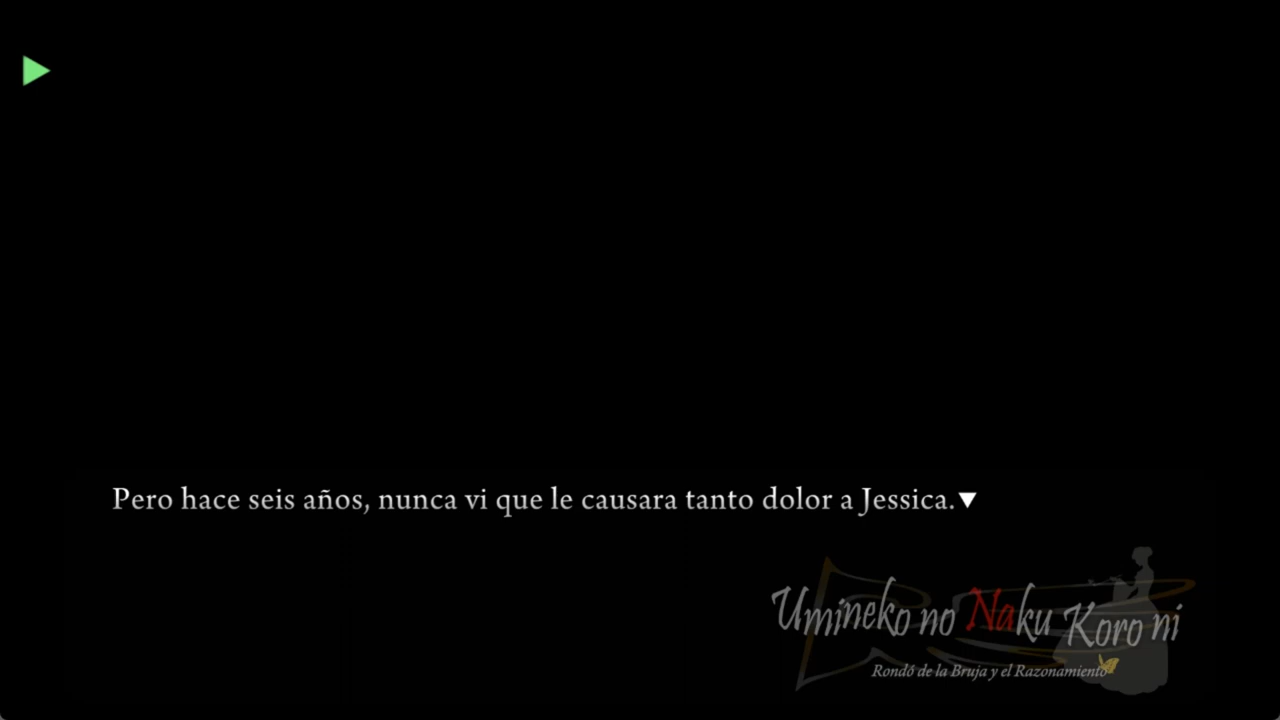 Pero hace seis años, nunca vi que le causara tanto dolor a Jessica.
Umineko no Naku Koro ni
Rondó de la Bruja y el Razonamiento